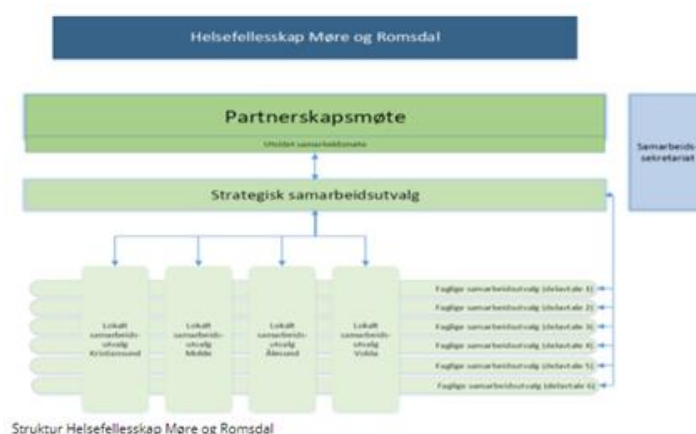 Helsefellesskap Møre og Romsdal
Partnerskapsmøte
Utvidet samarbeidsmøte
Samarbeids-
sekretariat
Strategisk samarbeidsutvalg
Lokalt
samarbeids-
utvalg
Kristiansund
Lokalt
samarbeids-
utvalg
Molde
Lokalt
samarbeids-
utvalg
Ålesund
Lokalt
samarbeids-
utvalg
Volda
Faglige samarbeidsutvalg (delavtale 1)
Faglige samarbeidsutvalg (delavtale 2)
Faglige samarbeidsutvalg (delavtale 3)
Faglige samarbeidsutvalg (delavtale 4)
Faglige samarbeidsutvalg (delavtale 5)
Faglige samarbeidsutvalg (delavtale 6)
Struktur Helsefellesskap Møre og Romsdal